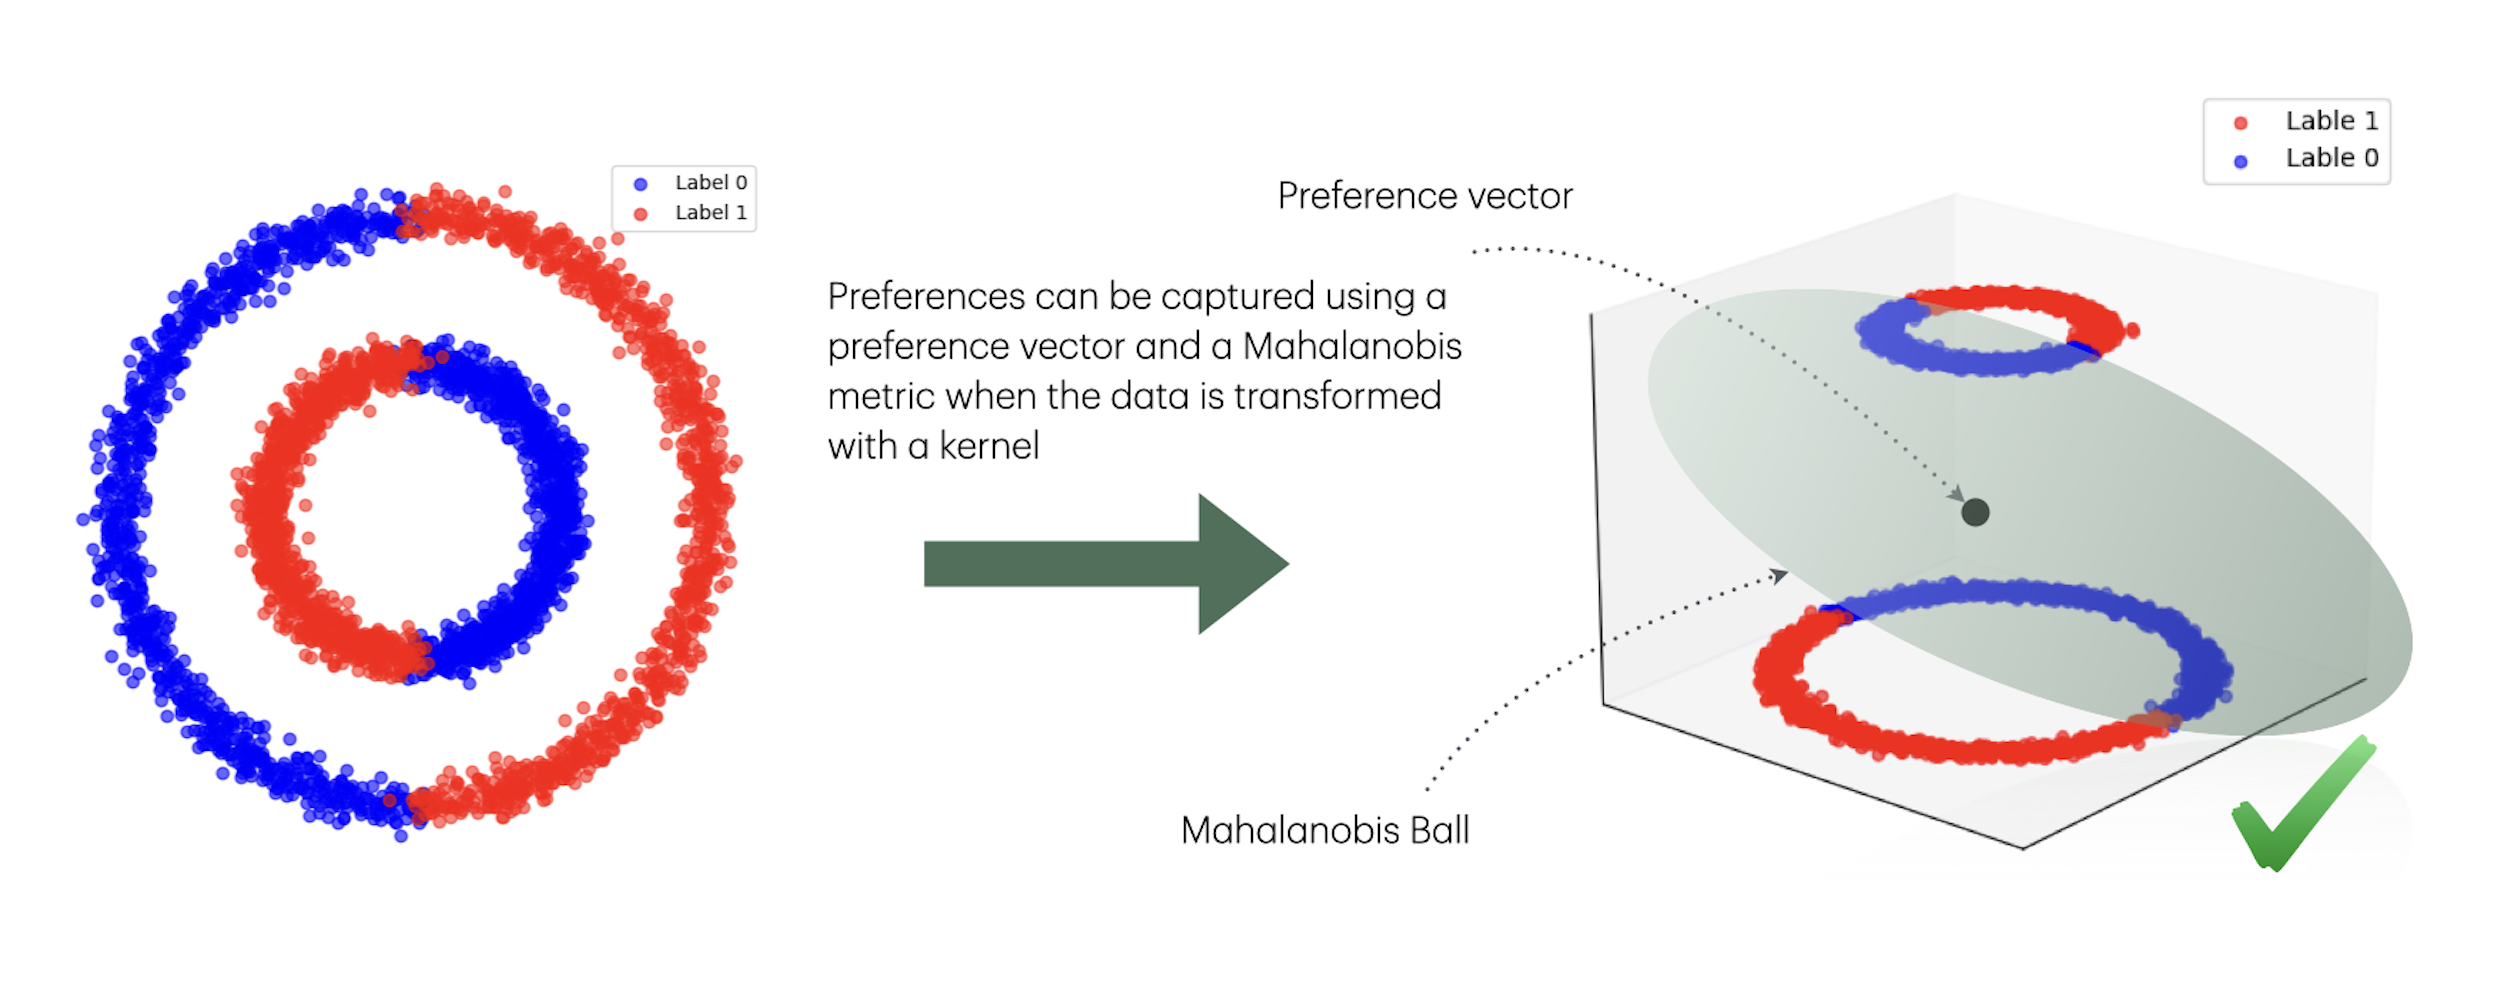 Label 0
Label 1
Preferences can be captured using a
preference vector and a Mahalanobis
metric when the data is transformed
with a kernel
Preference vector
Mahalanobis Ball
Lable 1
Lable 0